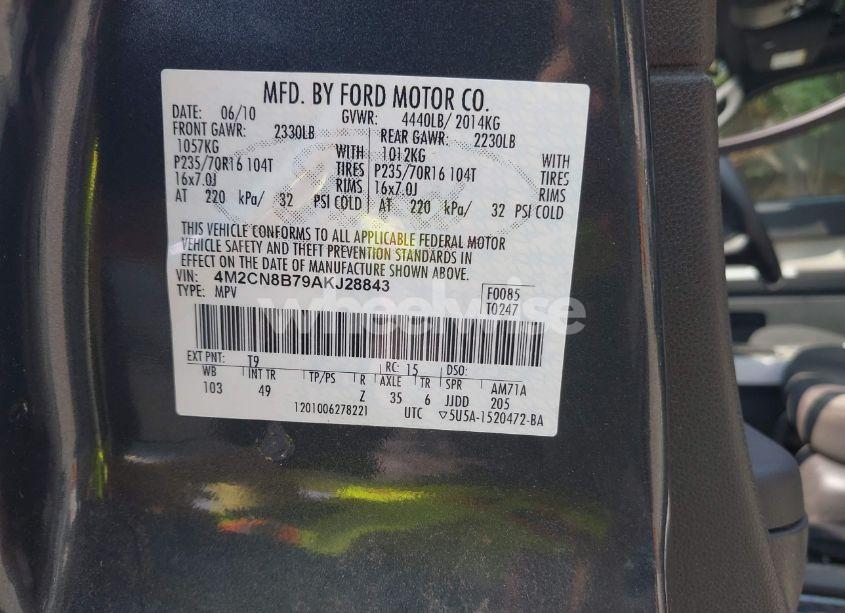 MFD. BY FORD MOTOR CO.
DATE: 06/10 GVWR: 4440LB/ 2014KG
FRONT GAWR: 2330LB REAR GAWR: 2230LB
1057KG WITH 1012KG WITH
P235/70R16 104T TIRES P235/70R16 104T TIRES
16x7.0J RIMS 16x7.0J RIMS
AT 220 kPa/ 32 PSI COLD AT 220 kPa/ 32 PSI COLD
THIS VEHICLE CONFORMS TO ALL APPLICABLE FEDERAL MOTOR
VEHICLE SAFETY AND THEFT PREVENTION STANDARDS IN
EFFECT ON THE DATE OF MANUFACTURE SHOWN ABOVE.
VIN: 4M2CN8B79AKJ28843
TYPE: MPV
F0085
T0247
wheelwise
EXT PNT: T9 RC: 15 DSO:
WB INT TR TP/PS R AXLE TR SPR AM71A
103 49 Z 35 6 JJDD 205
1201006278221 UTC ▽5U5A-1520472-BA